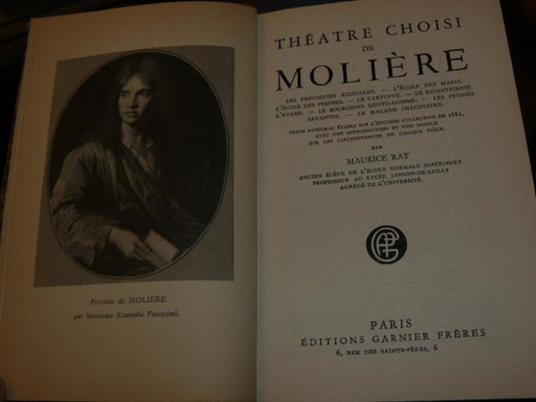 Portrait de MOLIÈRE
par Mignard (Comédie Française).
THÉATRE CHOISI
DE
MOLIÈRE
LES PRÉCIEUSES RIDICULES. — L'ÉCOLE DES MARIS.
L'ÉCOLE DES FEMMES. — LE TARTUFFE. — LE MISANTHROPE.
L'AVARE. — LE BOURGEOIS GENTILHOMME. — LES FEMMES
SAVANTES. — LE MALADE IMAGINAIRE.
TEXTE INTÉGRAL ÉTABLI SUR L'ÉDITION COLLECTIVE DE 1682,
AVEC UNE INTRODUCTION ET UNE NOTICE
SUR LES CIRCONSTANCES DE CHAQUE PIÈCE,
PAR
MAURICE RAT
ANCIEN ÉLÈVE DE L'ÉCOLE NORMALE SUPÉRIEURE
PROFESSEUR AU LYCÉE JANSON-DE-SAILLY
AGRÉGÉ DE L'UNIVERSITÉ.
PARIS
ÉDITIONS GARNIER FRÈRES
6, RUE DES SAINTS-PÈRES, 6